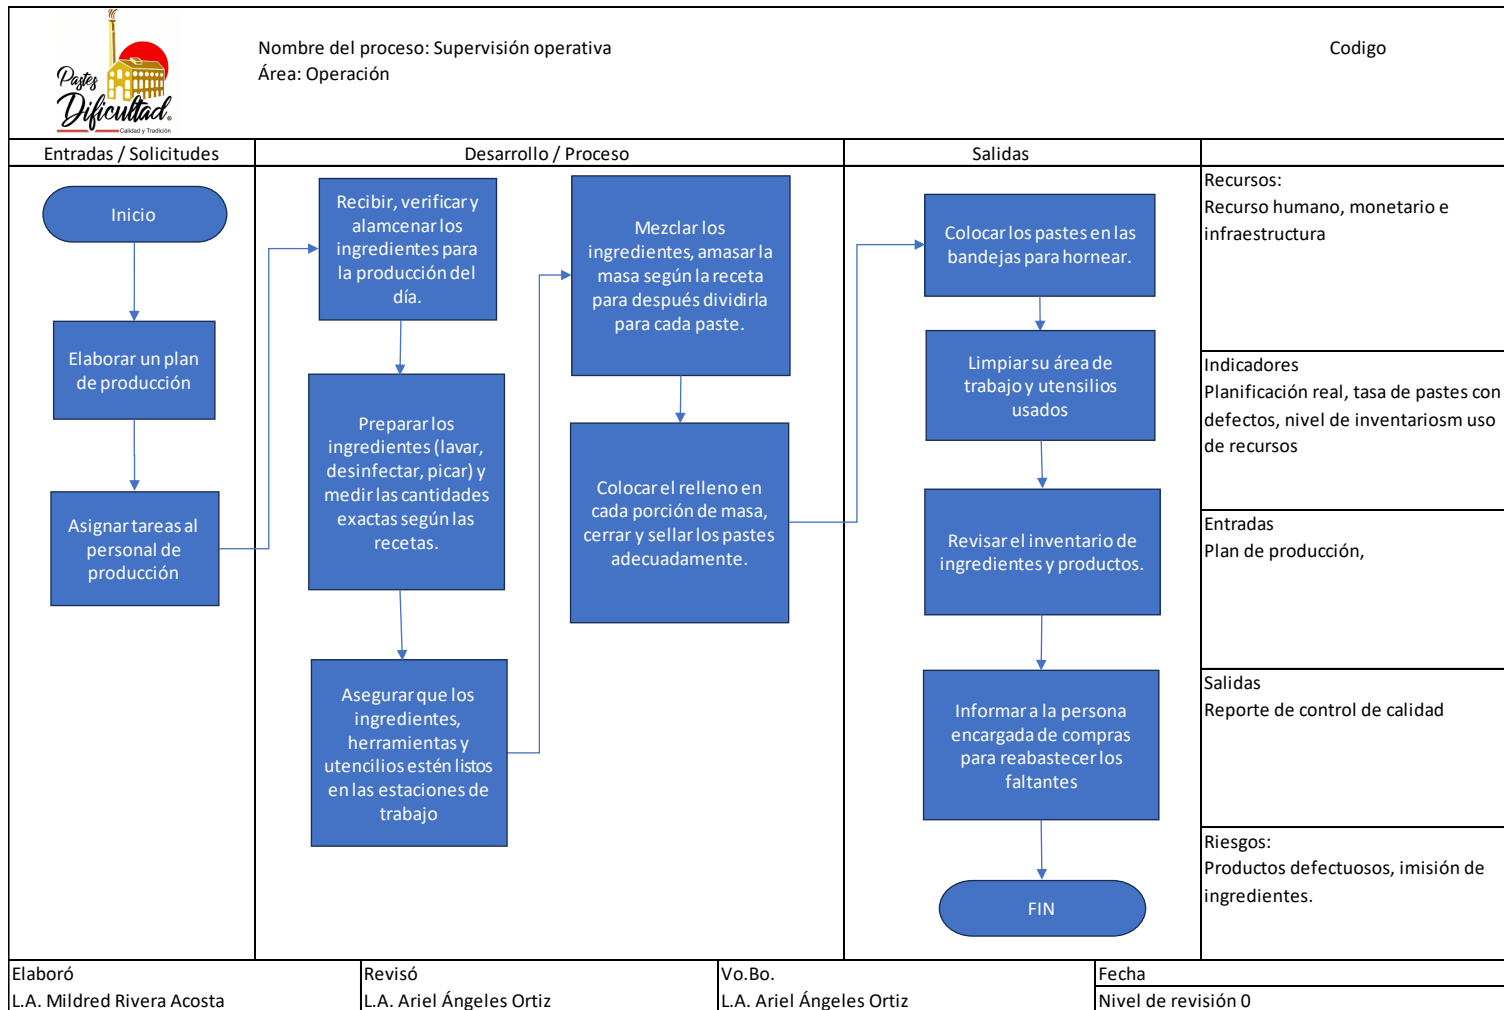 Pastes
Dificultad®
Calidad y Tradición
Nombre del proceso: Supervisión operativa
Área: Operación
Codigo
Entradas / Solicitudes
Desarrollo / Proceso
Salidas
Inicio
Elaborar un plan
de producción
Asignar tareas al
personal de
producción
Recibir, verificar y
alamcenar los
ingredientes para
la producción del
día.
Preparar los
ingredientes (lavar,
desinfectar, picar) y
medir las cantidades
exactas según las
recetas.
Asegurar que los
ingredientes,
herramientas y
utencilios estén listos
en las estaciones de
trabajo
Mezclar los
ingredientes, amasar la
masa según la receta
para después dividirla
para cada paste.
Colocar el relleno en
cada porción de masa,
cerrar y sellar los pastes
adecuadamente.
Colocar los pastes en las
bandejas para hornear.
Limpiar su área de
trabajo y utensilios
usados
Revisar el inventario de
ingredientes y productos.
Informar a la persona
encargada de compras
para reabastecer los
faltantes
FIN
Recursos:
Recurso humano, monetario e
infraestructura
Indicadores
Planificación real, tasa de pastes con
defectos, nivel de inventariosm uso
de recursos
Entradas
Plan de producción,
Salidas
Reporte de control de calidad
Riesgos:
Productos defectuosos, imisión de
ingredientes.
Elaboró
L.A. Mildred Rivera Acosta
Revisó
L.A. Ariel Ángeles Ortiz
Vo.Bo.
L.A. Ariel Ángeles Ortiz
Fecha
Nivel de revisión 0